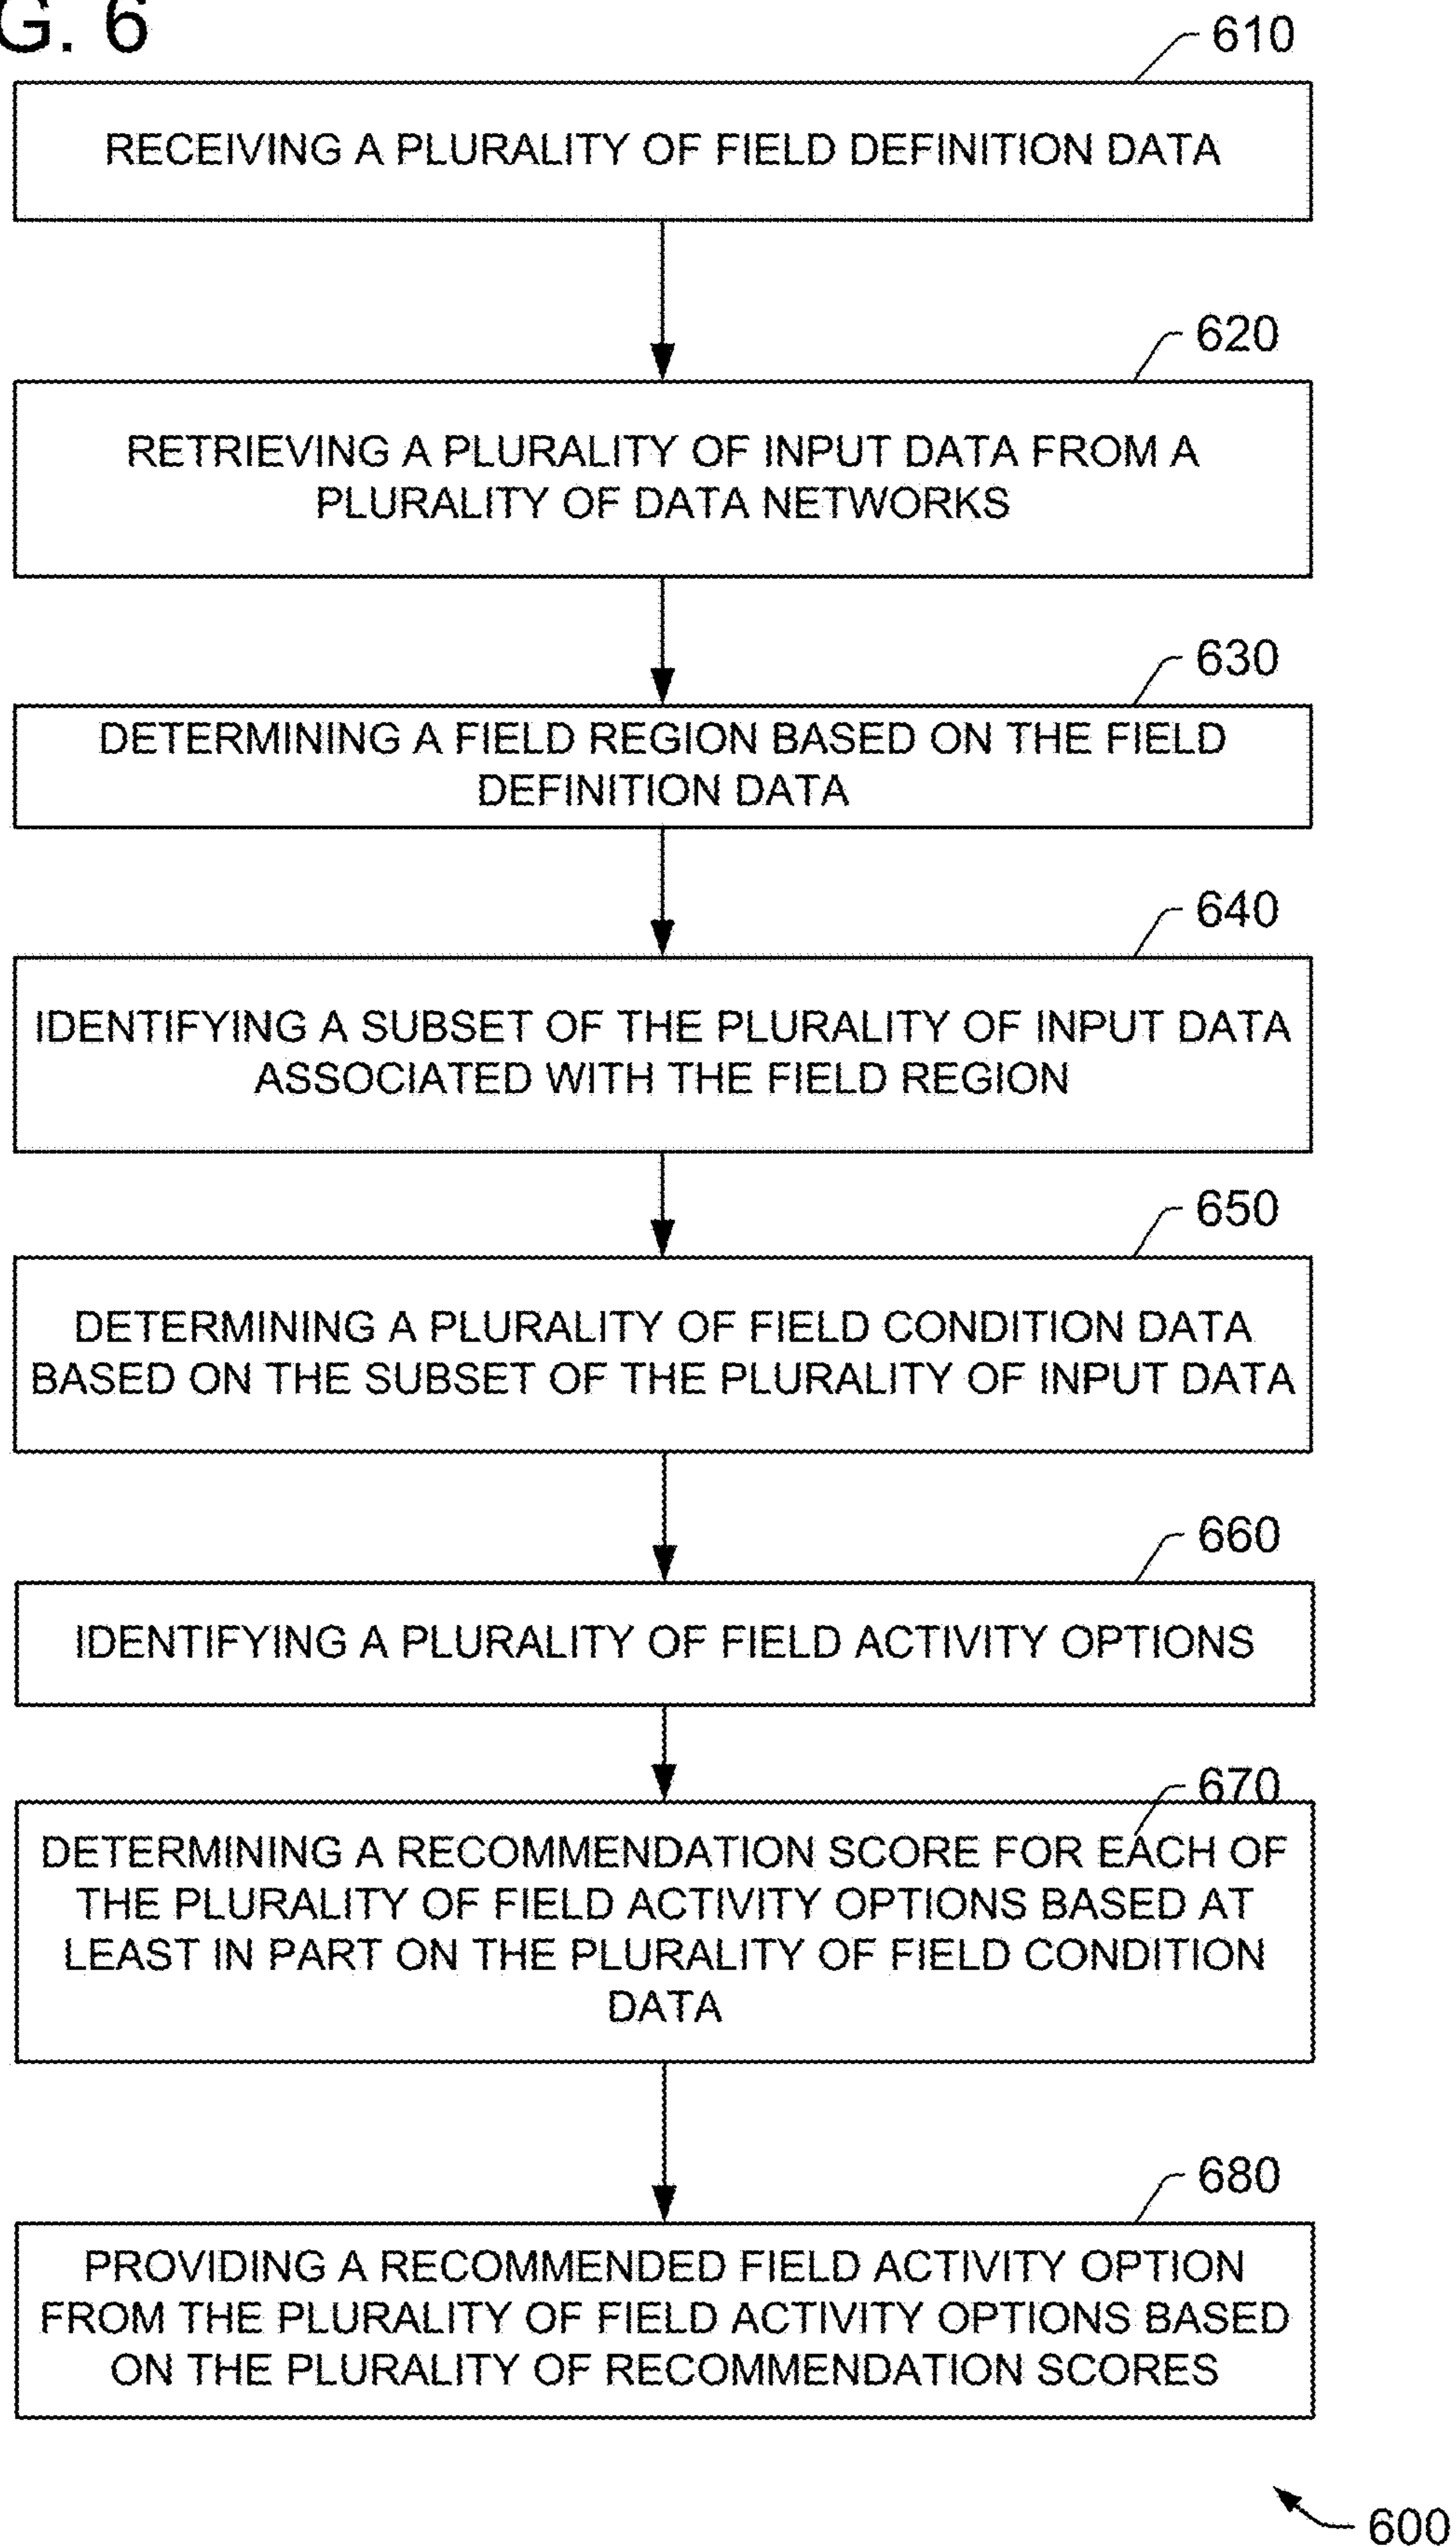 G. 6
610
RECEIVING A PLURALITY OF FIELD DEFINITION DATA
620
RETRIEVING A PLURALITY OF INPUT DATA FROM A
PLURALITY OF DATA NETWORKS
630
DETERMINING A FIELD REGION BASED ON THE FIELD
DEFINITION DATA
640
IDENTIFYING A SUBSET OF THE PLURALITY OF INPUT DATA
ASSOCIATED WITH THE FIELD REGION
650
DETERMINING A PLURALITY OF FIELD CONDITION DATA
BASED ON THE SUBSET OF THE PLURALITY OF INPUT DATA
660
IDENTIFYING A PLURALITY OF FIELD ACTIVITY OPTIONS
670
DETERMINING A RECOMMENDATION SCORE FOR EACH OF
THE PLURALITY OF FIELD ACTIVITY OPTIONS BASED AT
LEAST IN PART ON THE PLURALITY OF FIELD CONDITION
DATA
680
PROVIDING A RECOMMENDED FIELD ACTIVITY OPTION
FROM THE PLURALITY OF FIELD ACTIVITY OPTIONS BASED
ON THE PLURALITY OF RECOMMENDATION SCORES
600